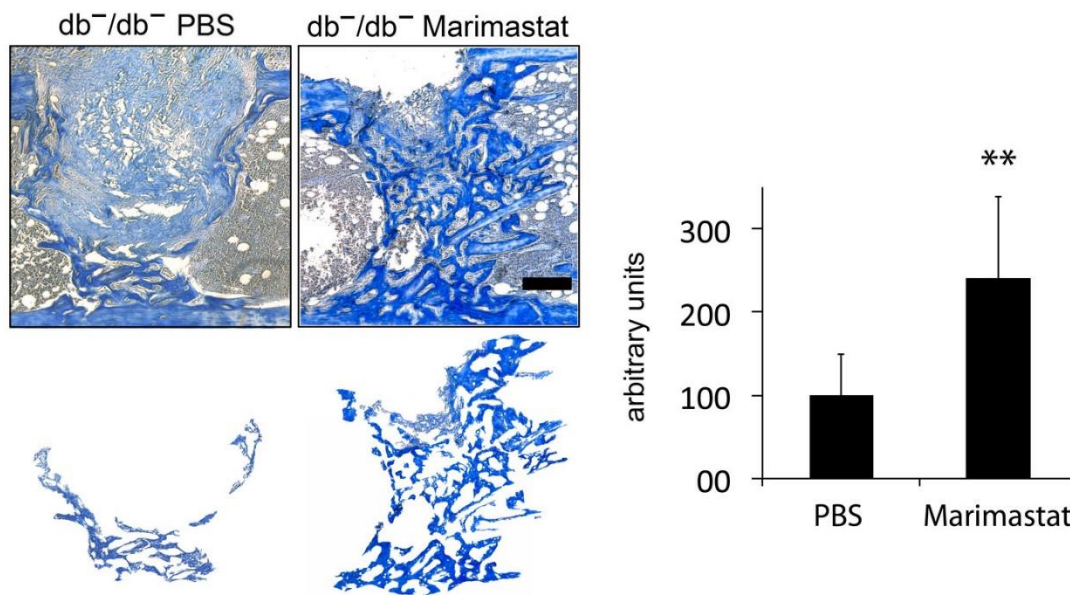 db⁻/db⁻ PBS
db⁻/db⁻ Marimastat
**
arbitrary units
300
200
100
00
PBS
Marimastat